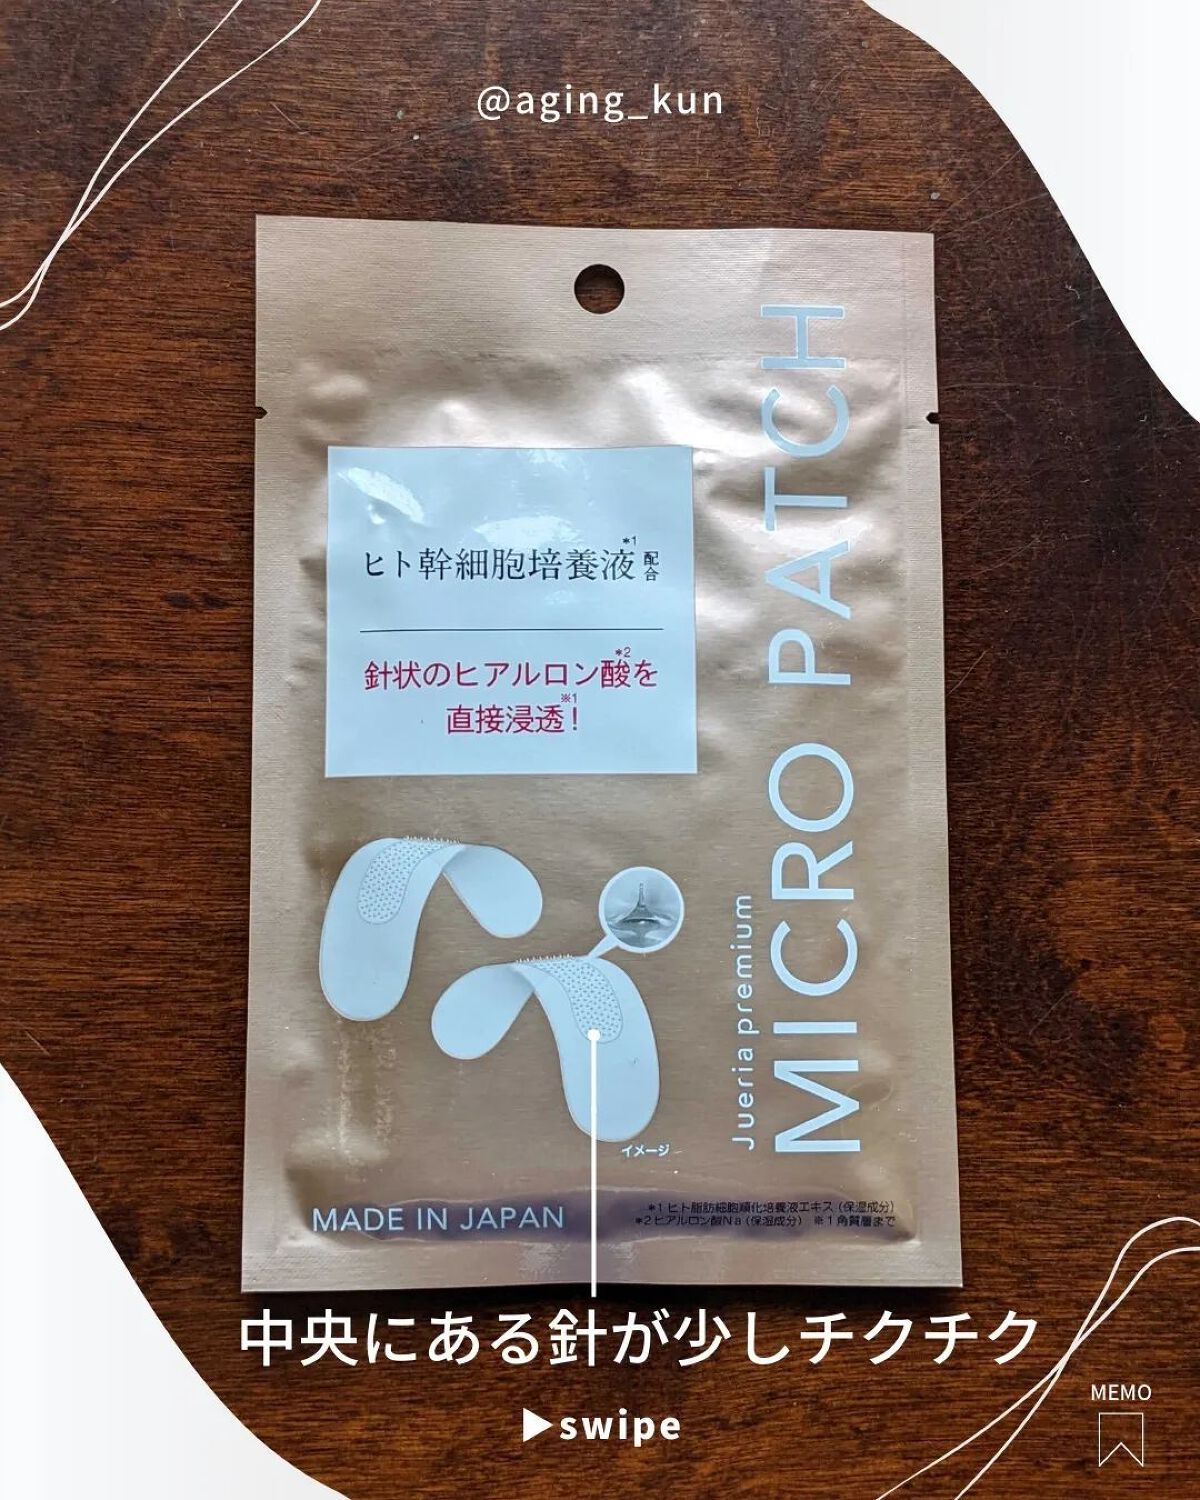 @aging_kun
ヒト幹細胞培養液*1配合
針状のヒアルロン酸*2を
直接浸透※1!
Jueria premium
MICRO PATCH
イメージ
MADE IN JAPAN
*1 ヒト脂肪細胞順化培養液エキス (保湿成分)
*2 ヒアルロン酸Na (保湿成分) ※1 角質層まで
中央にある針が少しチクチク
▶swipe
MEMO